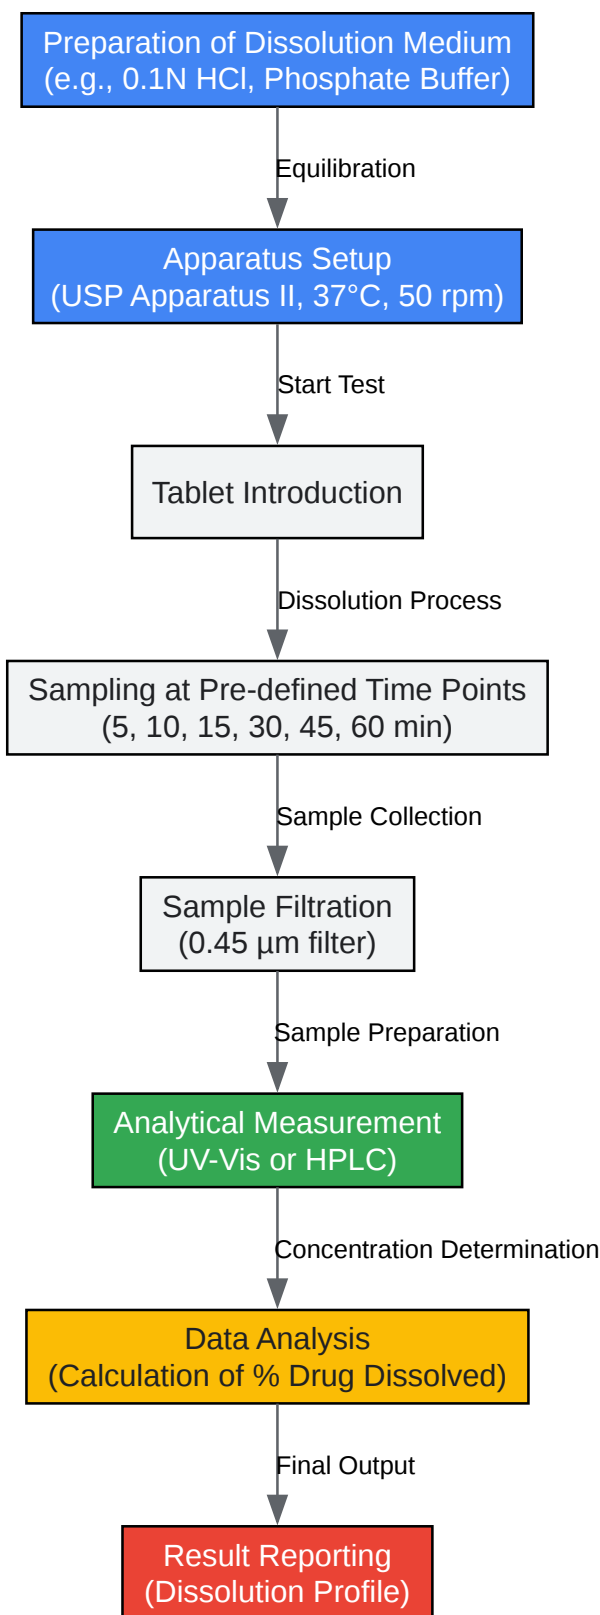 Preparation of Dissolution Medium
(e.g., 0.1N HCl, Phosphate Buffer)
Equilibration
Apparatus Setup
(USP Apparatus II, 37°C, 50 rpm)
Start Test
Tablet Introduction
Dissolution Process
Sampling at Pre-defined Time Points
(5, 10, 15, 30, 45, 60 min)
Sample Collection
Sample Filtration
(0.45 µm filter)
Sample Preparation
Analytical Measurement
(UV-Vis or HPLC)
Concentration Determination
Data Analysis
(Calculation of % Drug Dissolved)
Final Output
Result Reporting
(Dissolution Profile)